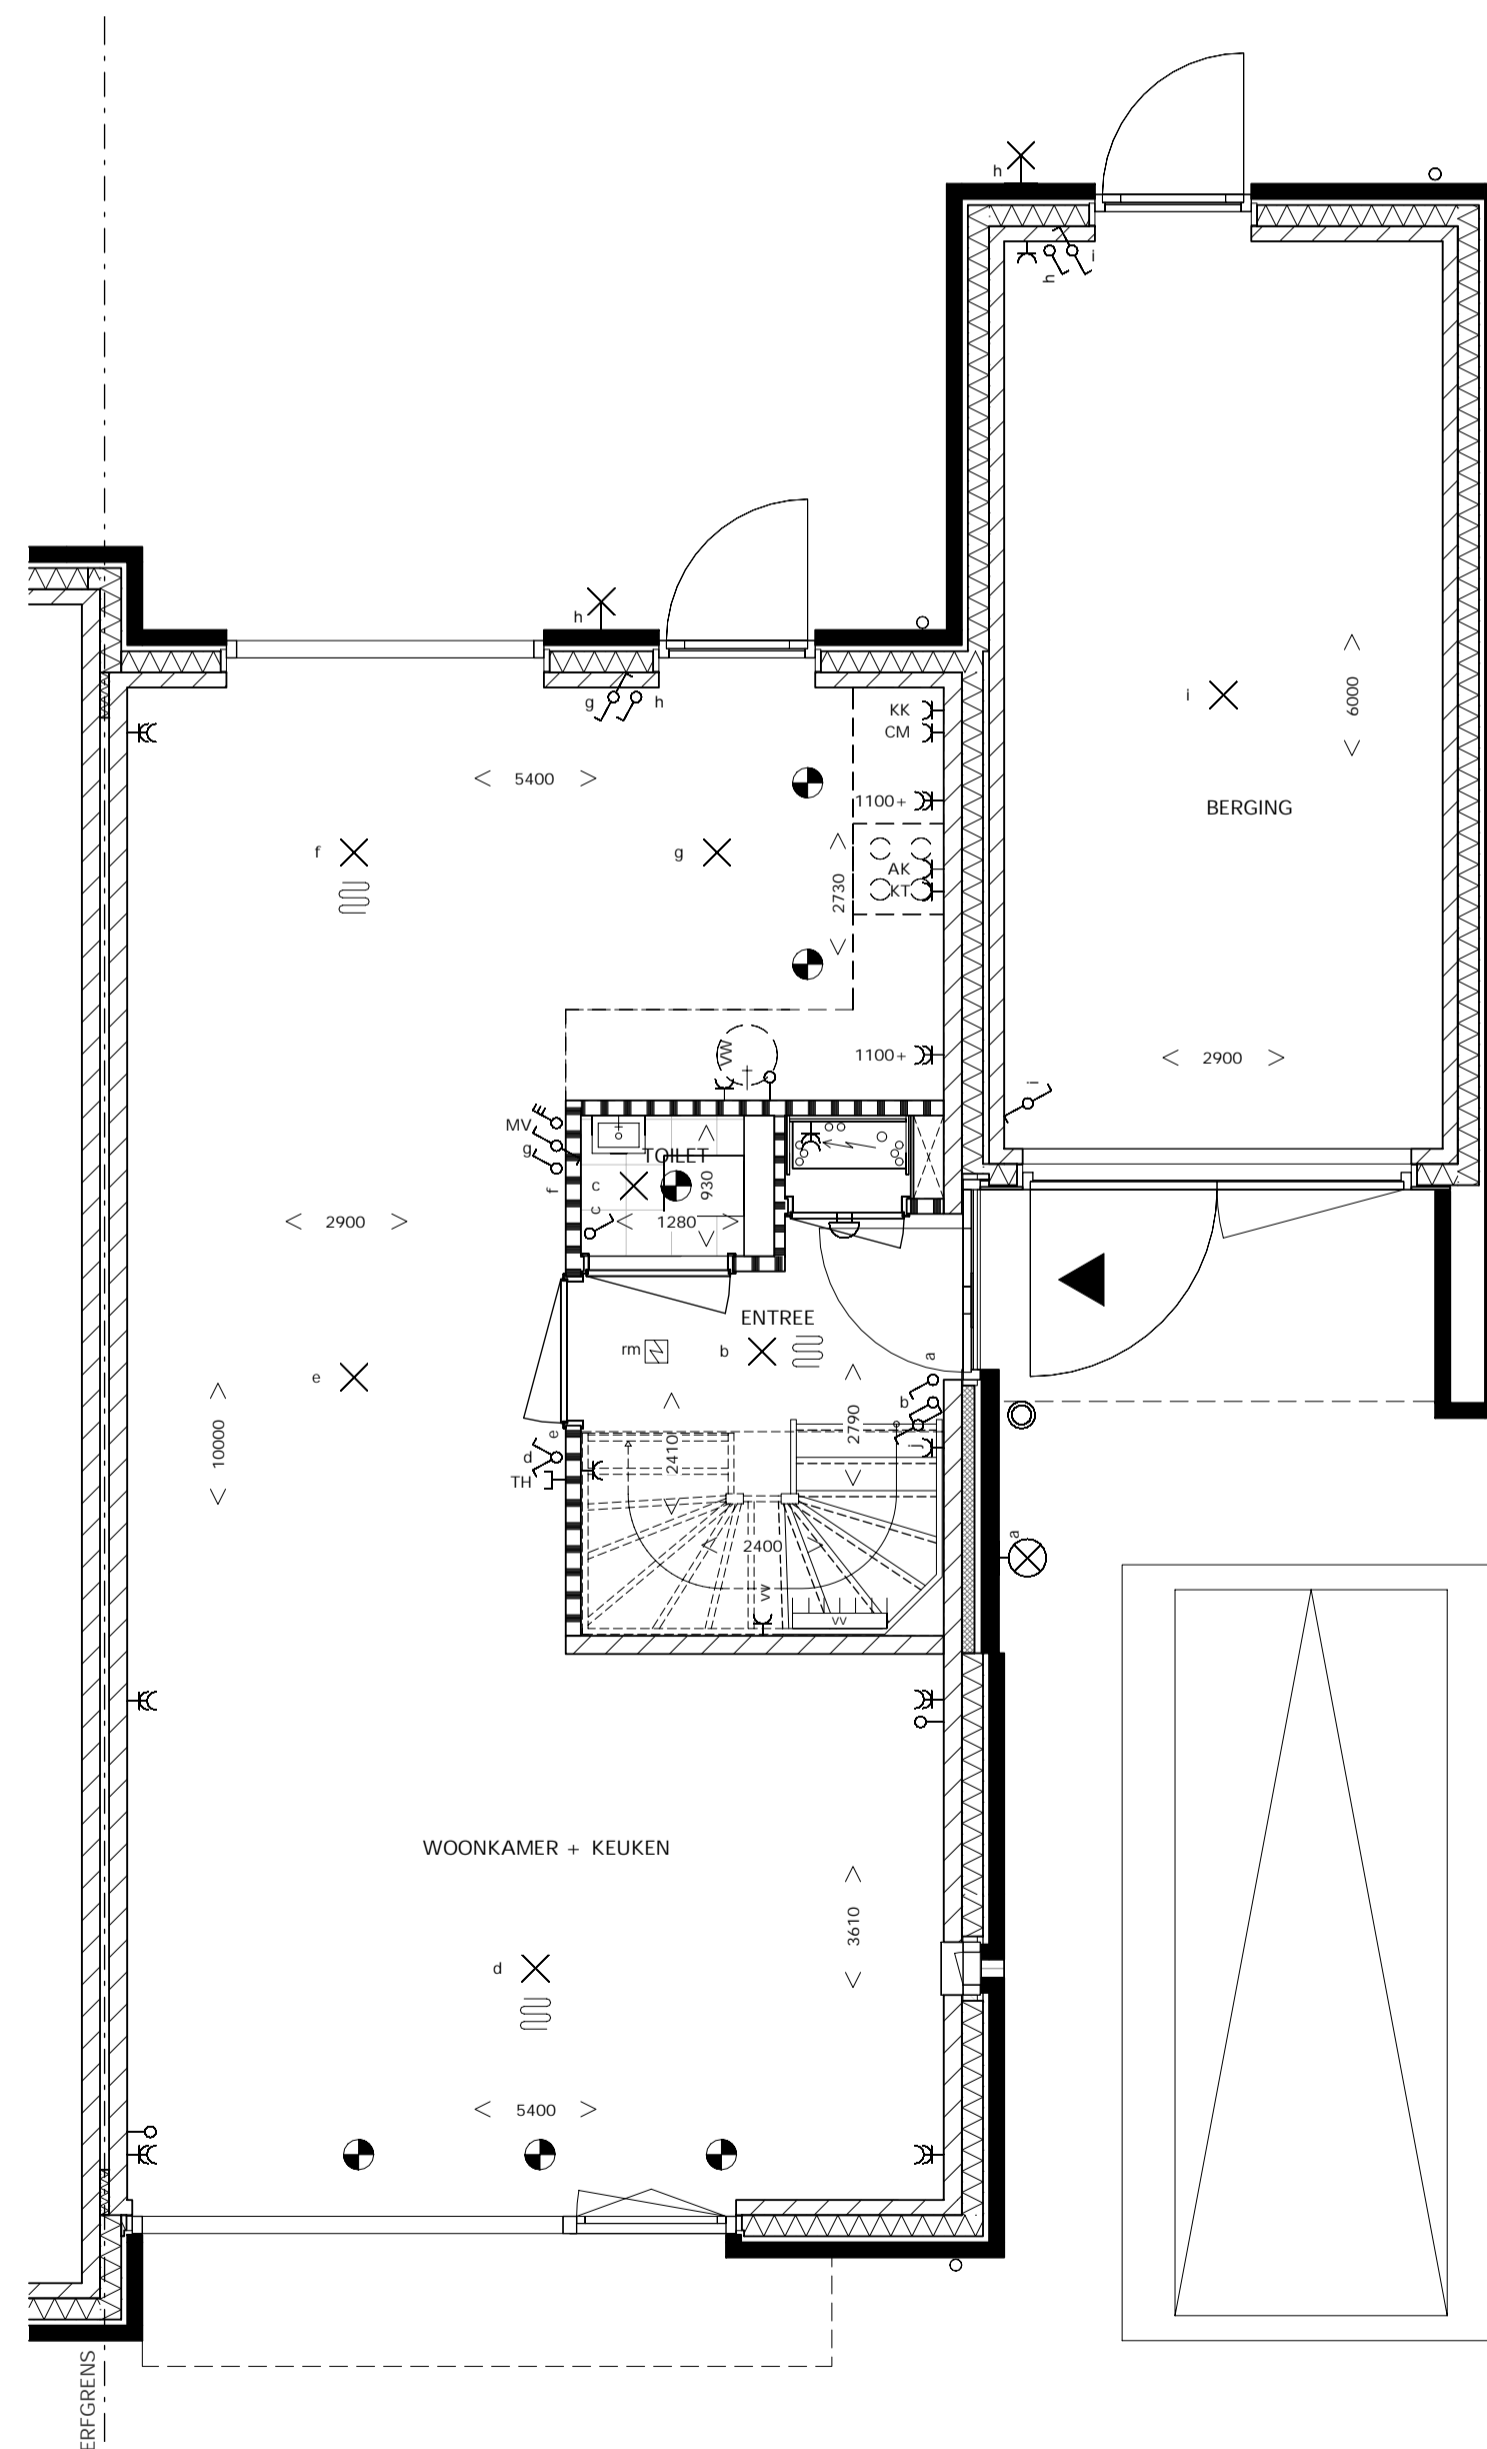 h
i
h
h
g
h
KK
CM
5400
6000
i
1100+
BERGING
f
g
AK
2730
KT
VW
1100+
2900
i
MV
g
f
TOILET
c
930
c
2900
1280
ENTREE
rm
b
a
e
b
10000
2790
2410
e
j
d
TH
a
2400
vv
vv
WOONKAMER + KEUKEN
3610
d
5400
ERFGRENS